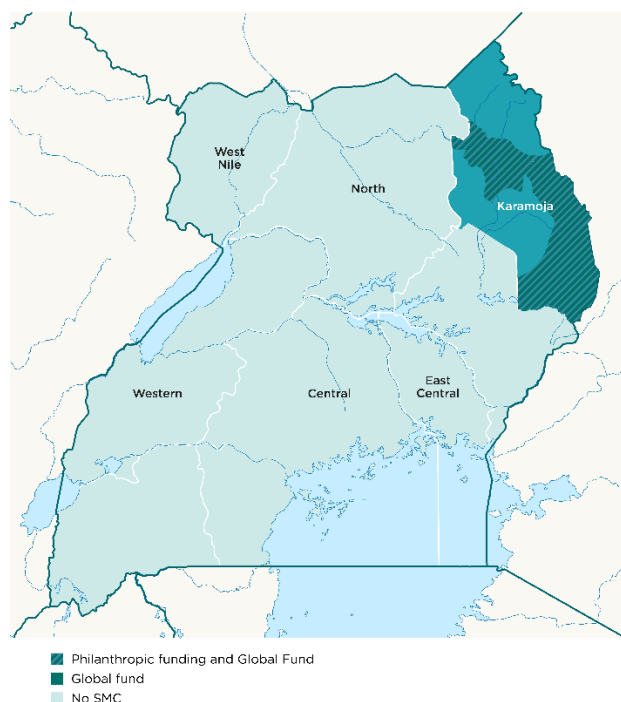 West
Nile
North
Karamoja
Western
Central
East
Central
Philanthropic funding and Global Fund
Global fund
No SMC